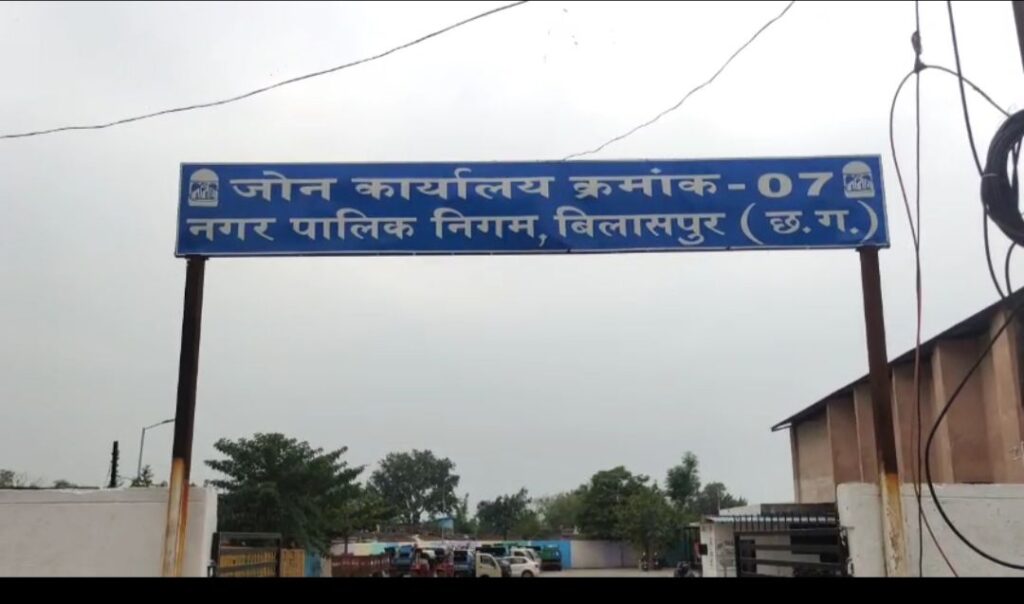 जोन कार्यालय क्रमांक - 07
नगर पालिक निगम, बिलासपुर (छ. ग.)